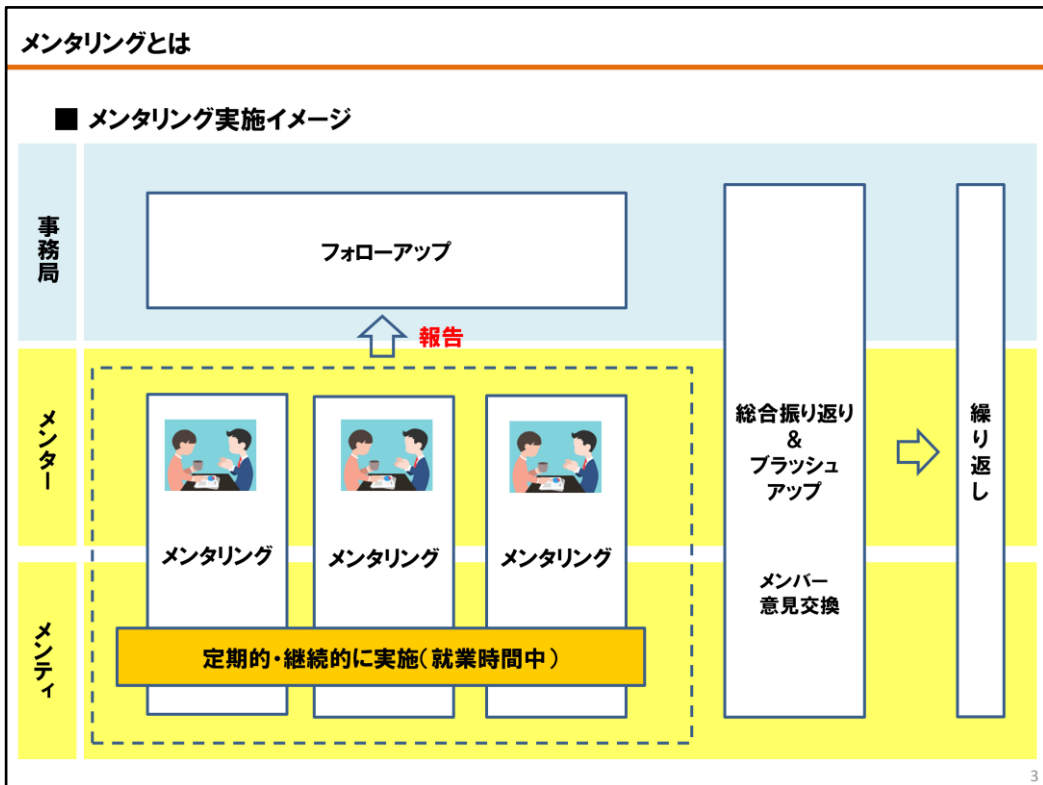 メンタリングとは
■ メンタリング実施イメージ
事務局
フォローアップ
報告
メンター
メンタリング
メンタリング
メンタリング
メンティ
定期的・継続的に実施(就業時間中)
総合振り返り
&
ブラッシュ
アップ
メンバー
意見交換
繰り返し
3